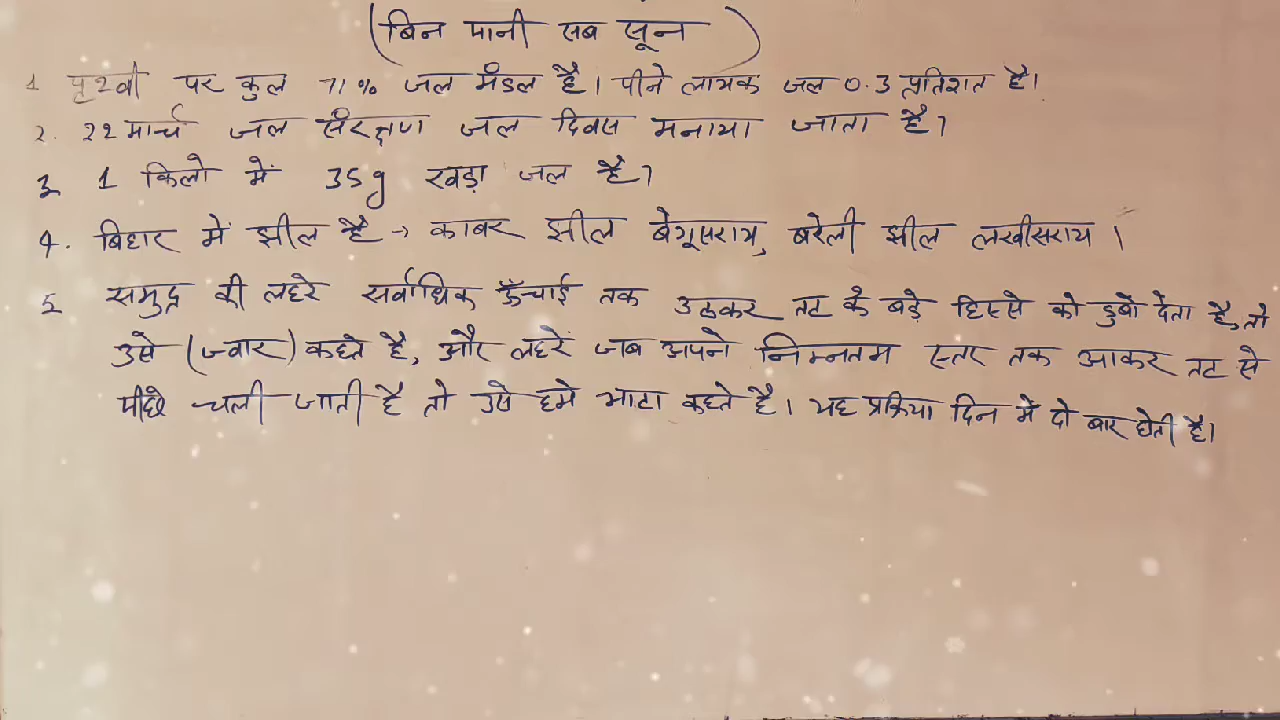 (बिन पानी सब सून)
1 पृथ्वी पर कुल 71% जल मंडल है। पीने लायक जल 0.3 प्रतिशत है।
2. 22 मार्च जल संरक्षण जल दिवस मनाया जाता है।
3 1 किलो में 35g खड़ा जल है।
4. बिहार में झील है → काबर झील बेगूसराय, बरेली झील लखीसराय।
5 समुद्र की लहरे सर्वाधिक ऊँचाई तक उठकर तट के बड़े हिस्से को डुबो देता है, तो
उसे (ज्वार) कहते है, और लहरें जब अपने निम्नतम स्तर तक आकर तट से
पीछे चली जाती है तो उसे हमे भाटा कहते है। यह प्रक्रिया दिन में दो बार होती है।